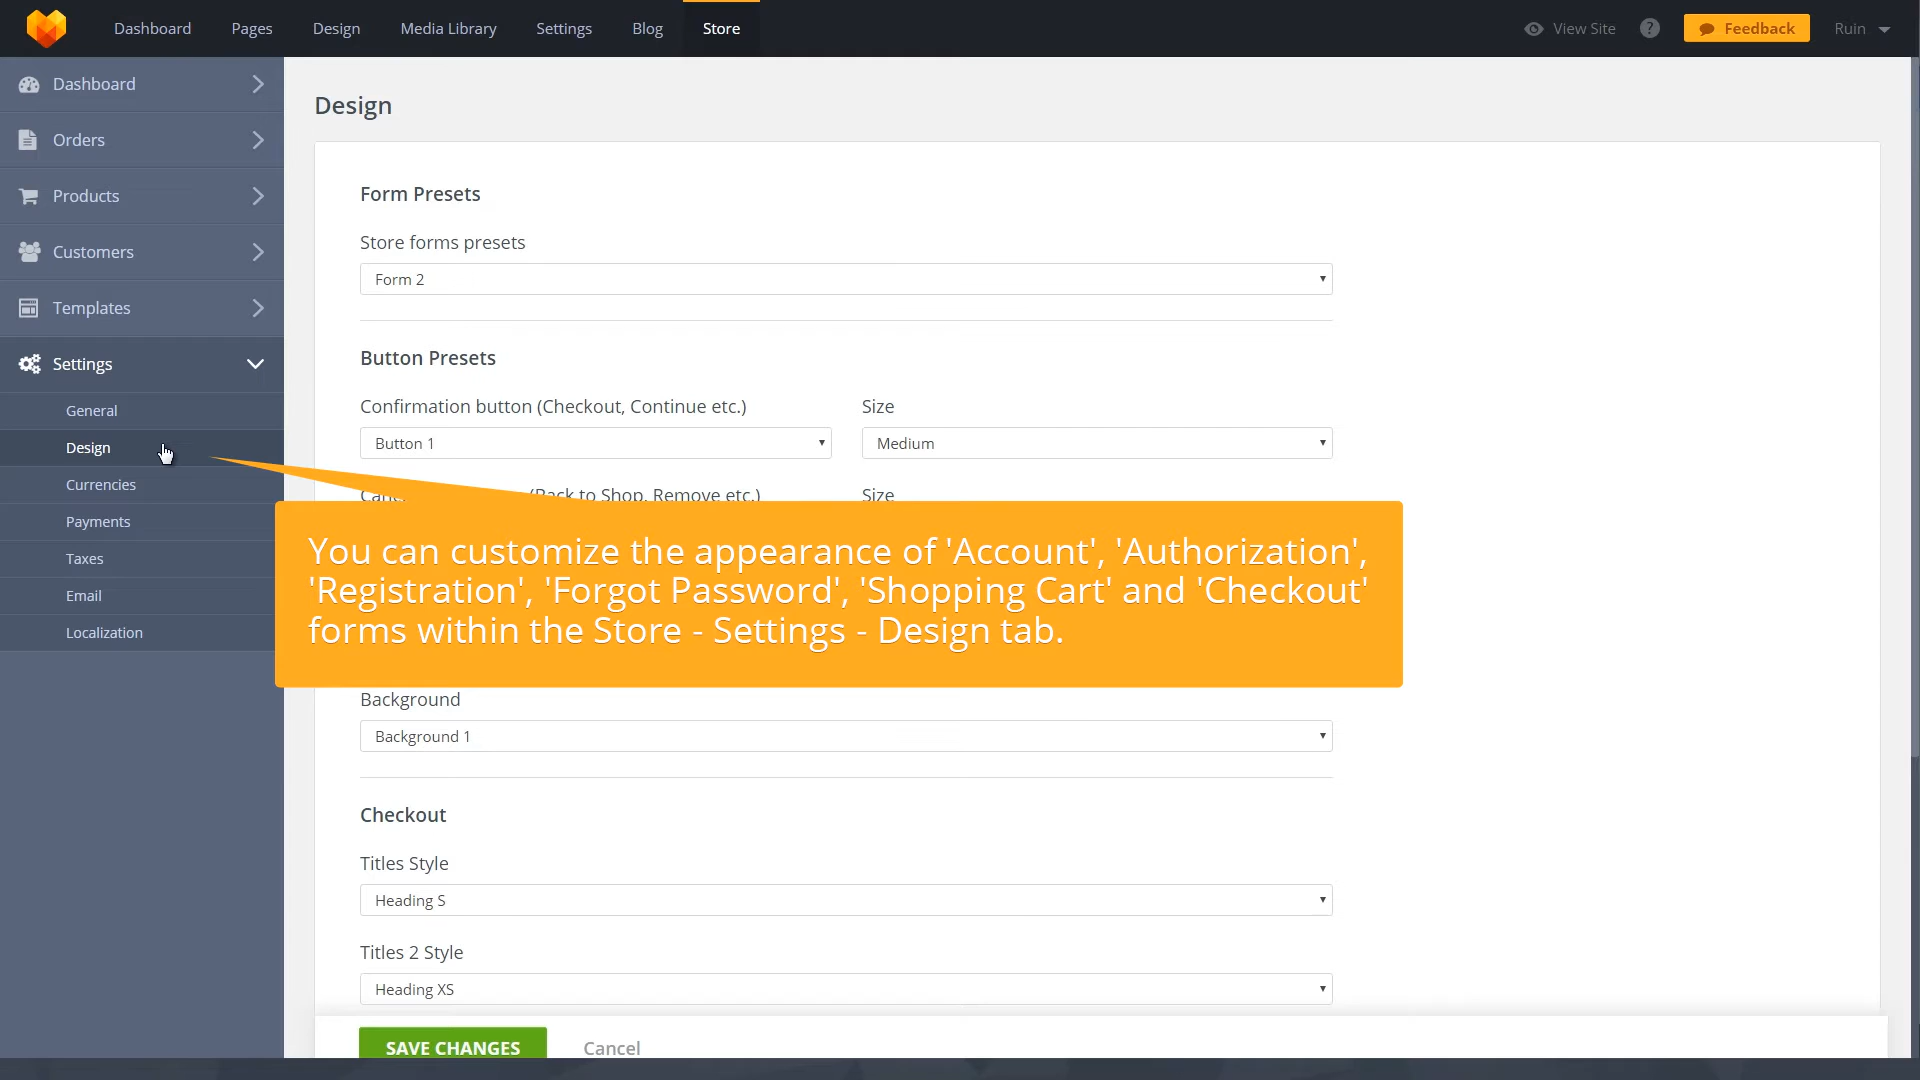 Dashboard Pages Design Media Library Settings Blog Store View Site ? Feedback Ruin
Dashboard
Orders
Products
Customers
Templates
Settings
General
Design
Currencies
Payments
Taxes
Email
Localization
Design
Form Presets
Store forms presets
Form 2
Button Presets
Confirmation button (Checkout, Continue etc.) Size
Button 1 Medium
(Back to Shop, Remove etc.) Size
You can customize the appearance of 'Account', 'Authorization',
'Registration', 'Forgot Password', 'Shopping Cart' and 'Checkout'
forms within the Store - Settings - Design tab.
Background
Background 1
Checkout
Titles Style
Heading S
Titles 2 Style
Heading XS
SAVE CHANGES Cancel